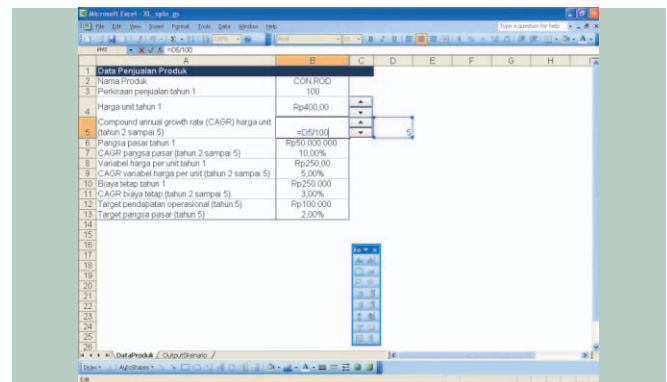 Microsoft Excel - XL_spin_gs
File Edit View Insert Format Tools Data Window Help
Type a question for help
=D5/100
A B C D E F G H
1 Data Penjualan Produk
2 Nama Produk CON.ROD
3 Perkiraan penjualan tahun 1 100
4 Harga unit tahun 1 Rp400,00
Compound annual growth rate (CAGR) harga unit
5 (tahun 2 sampai 5) =D5/100 5
6 Pangsa pasar tahun 1 Rp50.000.000
7 CAGR pangsa pasar (tahun 2 sampai 5) 10,00%
8 Variabel harga per unit tahun 1 Rp250,00
9 CAGR variabel harga per unit (tahun 2 sampai 5) 5,00%
10 Biaya tetap tahun 1 Rp250.000
11 CAGR biaya tetap (tahun 2 sampai 5) 3,00%
12 Target pendapatan operasional (tahun 5) Rp100.000
13 Target pangsa pasar (tahun 5) 2,00%
14
15
16
17
18
19
20
21
22
23
24
25
26
DataProduk OutputSkenario
Draw AutoShapes
Edit